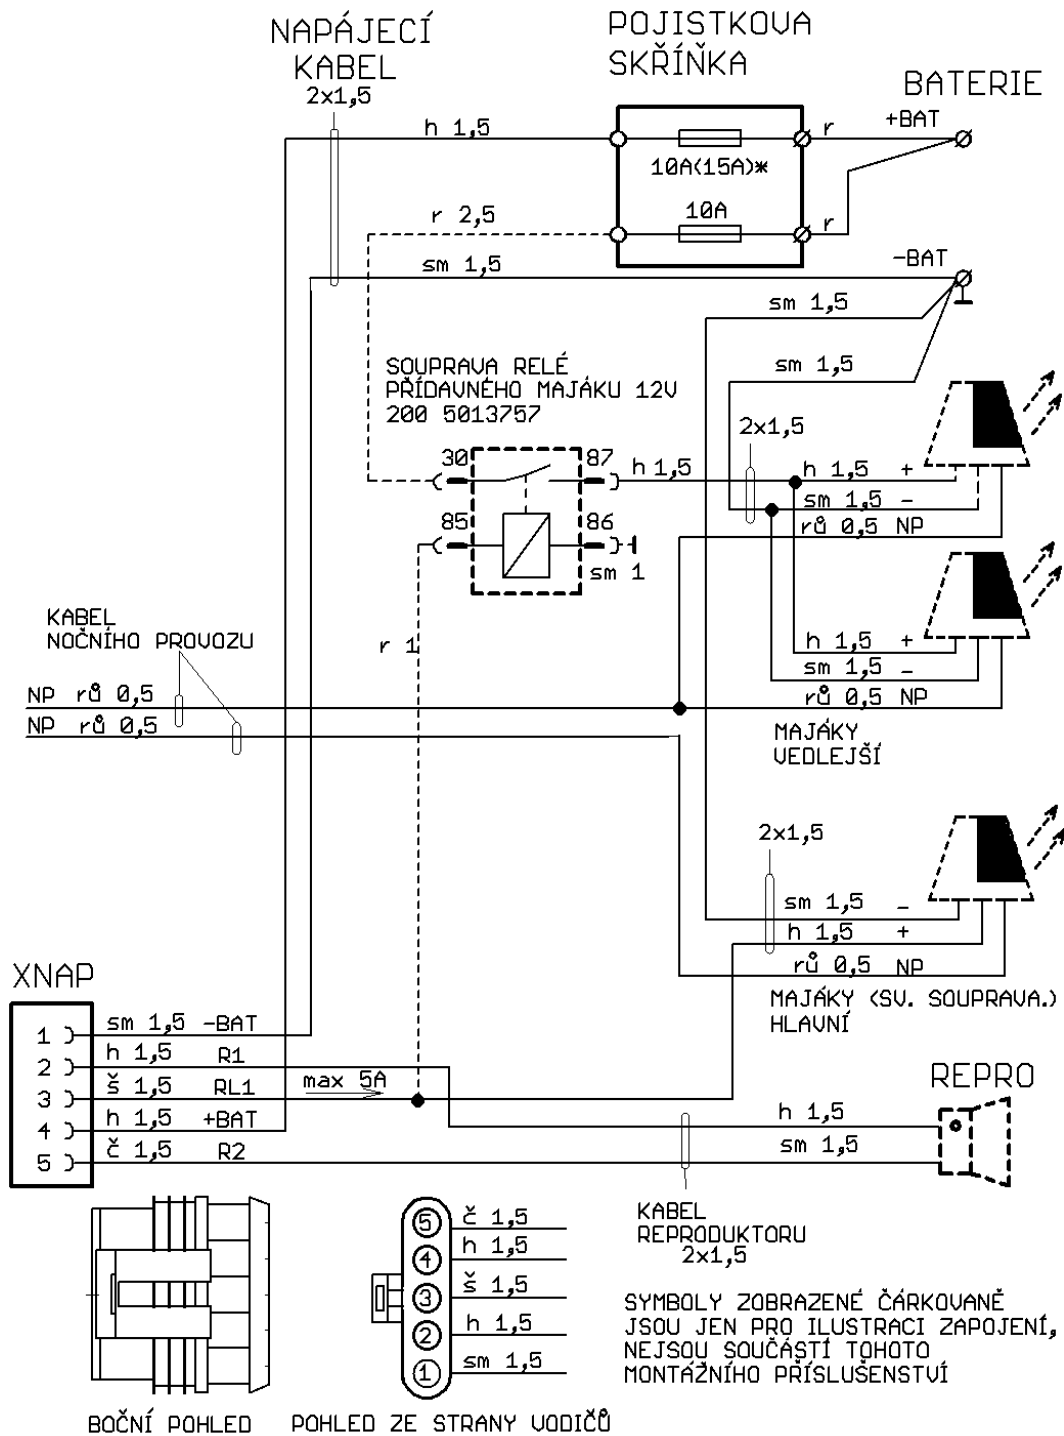 NAPÁJECÍ
KABEL
2x1,5
POJISTKOVA
SKŘÍŇKA
BATERIE
h 1,5
r
+BAT
10A(15A)*
r 2,5
10A
r
sm 1,5
-BAT
sm 1,5
SOUPRAVA RELÉ
PŘÍDAVNÉHO MAJÁKU 12V
200 5013757
sm 1,5
2x1,5
30
87
h 1,5
h 1,5 +
sm 1,5 -
rů 0,5 NP
85
86
sm 1
KABEL
NOČNÍHO PROVOZU
r 1
h 1,5 +
sm 1,5 -
rů 0,5 NP
NP rů 0,5
NP rů 0,5
MAJÁKY
VEDLEJŠÍ
2x1,5
sm 1,5 -
h 1,5 +
rů 0,5 NP
MAJÁKY (SV. SOUPRAVA.)
HLAVNÍ
XNAP
1 sm 1,5 -BAT
2 h 1,5 R1
3 š 1,5 RL1
max 5A
4 h 1,5 +BAT
5 č 1,5 R2
REPRO
h 1,5
sm 1,5
KABEL
REPRODUKTORU
2x1,5
5 č 1,5
4 h 1,5
3 š 1,5
2 h 1,5
1 sm 1,5
SYMBOLY ZOBRAZENÉ ČÁRKOVANĚ
JSOU JEN PRO ILUSTRACI ZAPOJENÍ,
NEJSOU SOUČÁSTÍ TOHOTO
MONTÁŽNÍHO PŘÍSLUŠENSTVÍ
BOČNÍ POHLED
POHLED ZE STRANY VODIČŮ